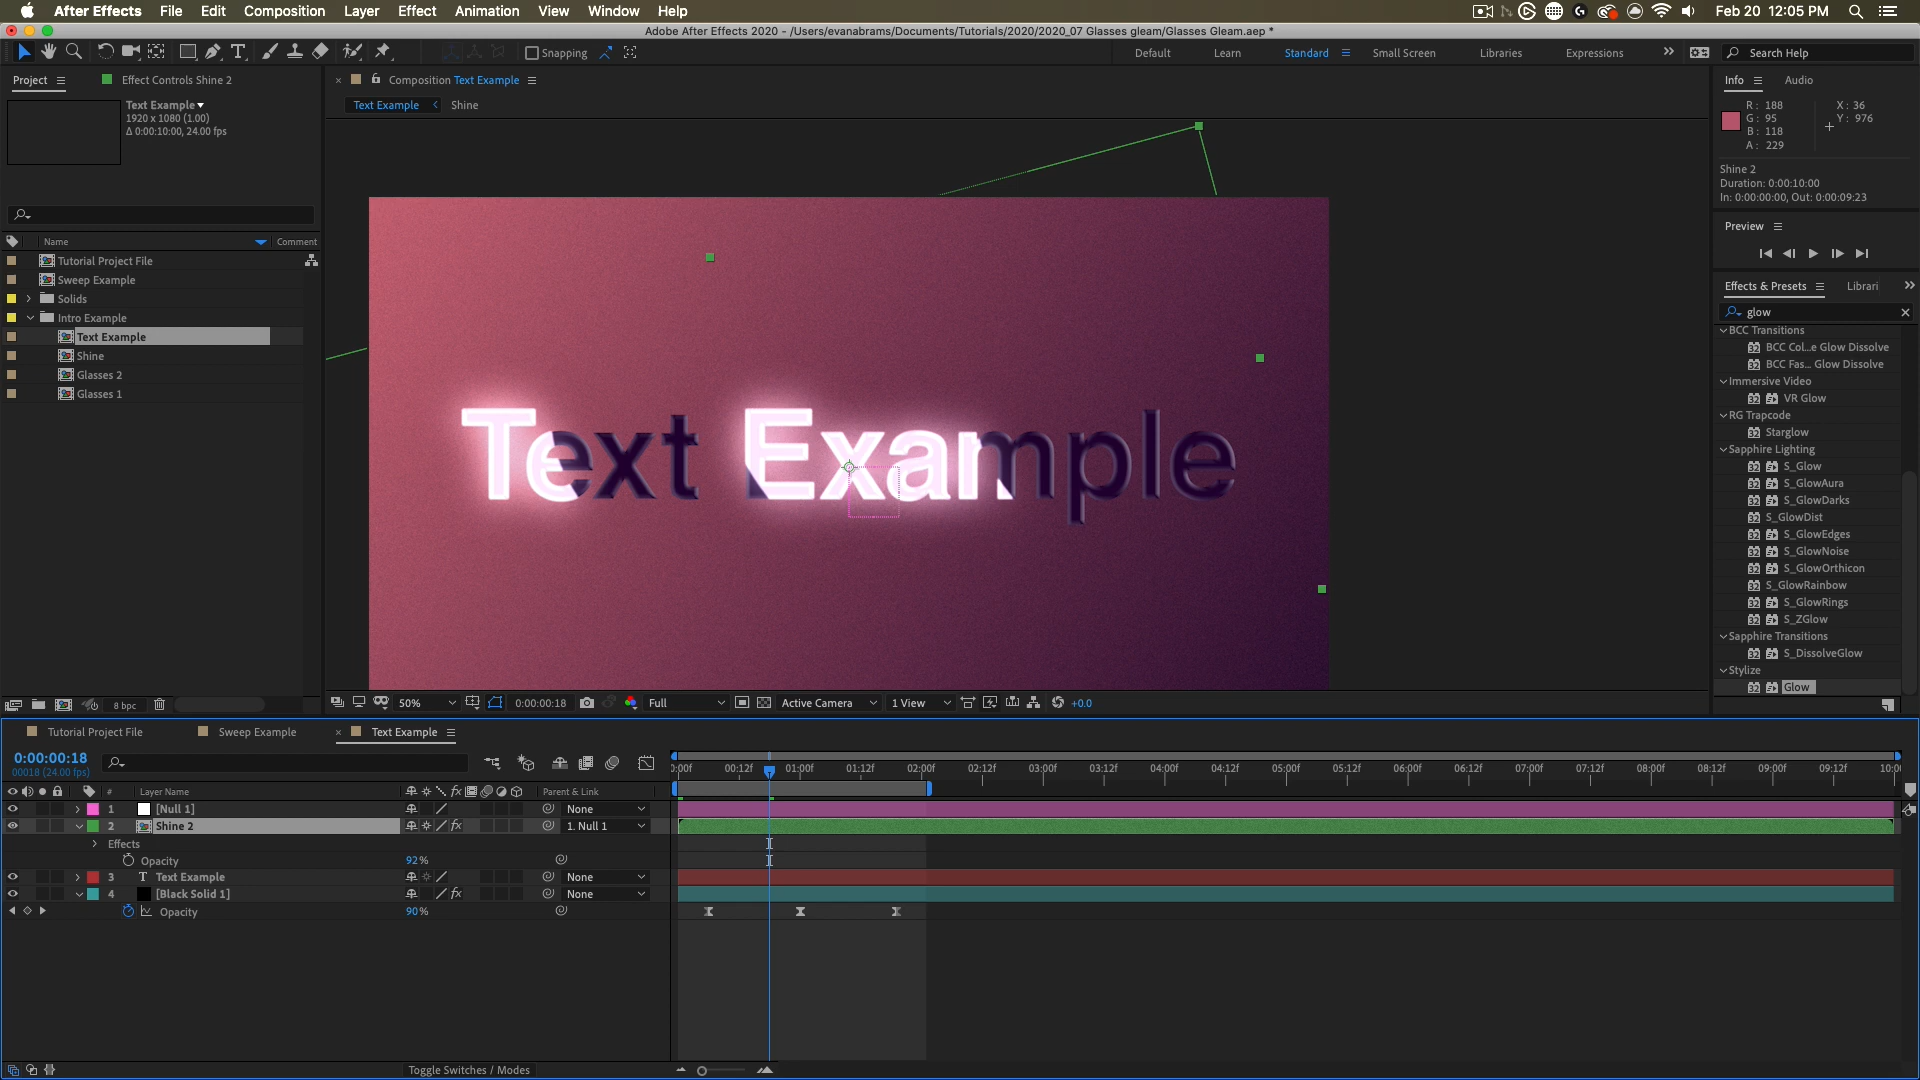 After Effects File Edit Composition Layer Effect Animation View Window Help
Feb 20 12:05 PM
Adobe After Effects 2020 - /Users/evanabrams/Documents/Tutorials/2020/2020_07 Glasses gleam/Glasses Gleam.aep *
Snapping
Default Learn Standard Small Screen Libraries Expressions
Search Help
Project Effect Controls Shine 2
Text Example
1920 x 1080 (1.00)
Δ 0:00:10:00, 24.00 fps
Name Comment
Tutorial Project File
Sweep Example
Solids
Intro Example
Text Example
Shine
Glasses 2
Glasses 1
8 bpc
Composition Text Example
Text Example Shine
Text Example
50% 0:00:00:18 Full Active Camera 1 View +0.0
Info Audio
R: 188 X: 36
G: 95 Y: 976
B: 118
A: 229
Shine 2
Duration: 0:00:10:00
In: 0:00:00:00, Out: 0:00:09:23
Preview
Effects & Presets Librari
glow
BCC Transitions
BCC Col...e Glow Dissolve
BCC Fas... Glow Dissolve
Immersive Video
VR Glow
RG Trapcode
Starglow
Sapphire Lighting
S_Glow
S_GlowAura
S_GlowDarks
S_GlowDist
S_GlowEdges
S_GlowNoise
S_GlowOrthicon
S_GlowRainbow
S_GlowRings
S_ZGlow
Sapphire Transitions
S_DissolveGlow
Stylize
Glow
Tutorial Project File Sweep Example Text Example
0:00:00:18
00018 (24.00 fps)
:00f 00:12f 01:00f 01:12f 02:00f 02:12f 03:00f 03:12f 04:00f 04:12f 05:00f 05:12f 06:00f 06:12f 07:00f 07:12f 08:00f 08:12f 09:00f 09:12f 10:00
# Layer Name fx Parent & Link
1 [Null 1] None
2 Shine 2 fx 1. Null 1
Effects
Opacity 92%
3 T Text Example None
4 [Black Solid 1] fx None
Opacity 90%
Toggle Switches / Modes